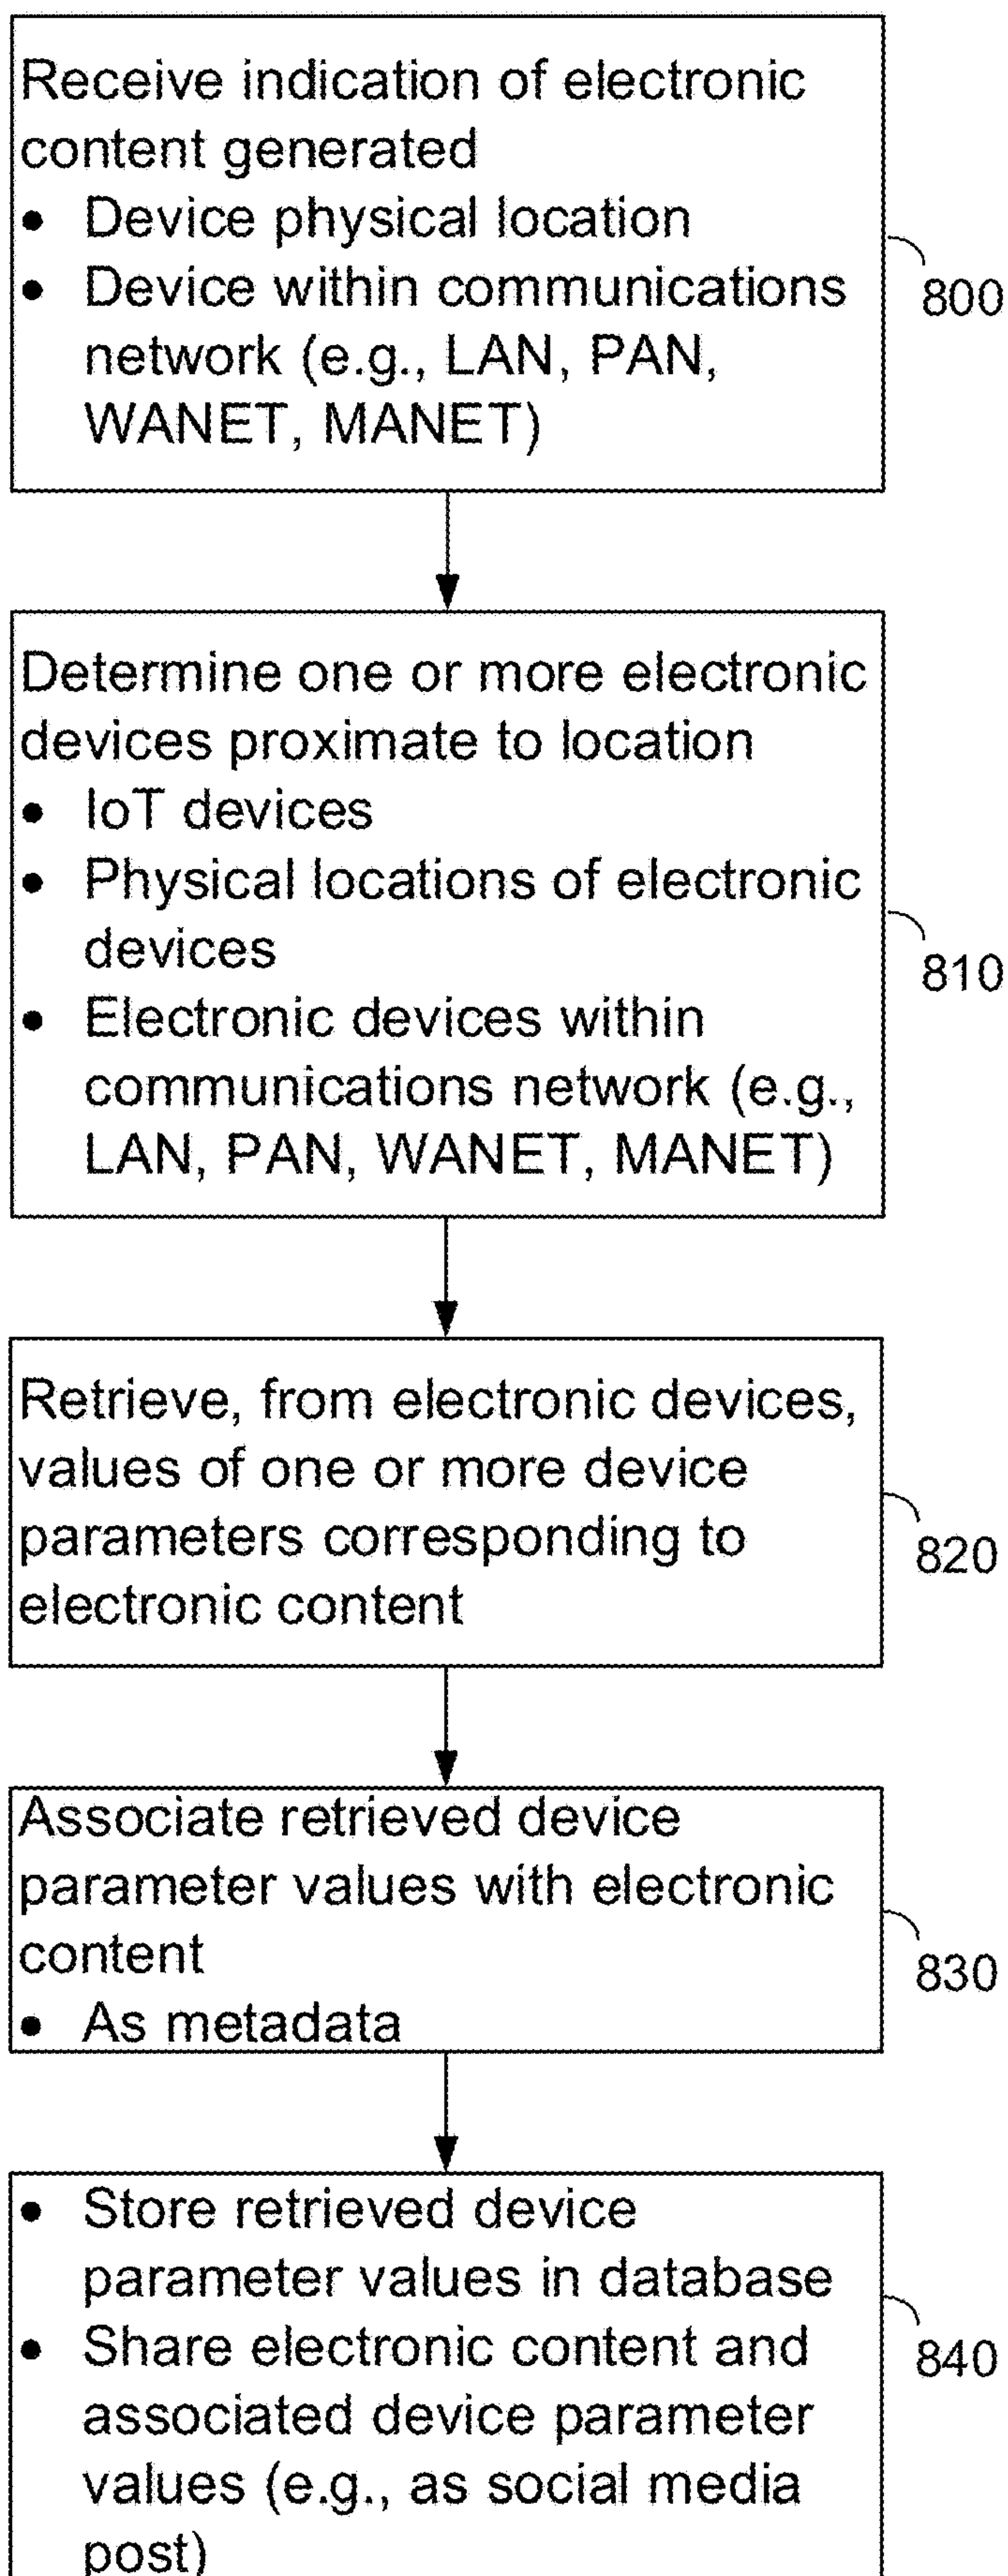 Receive indication of electronic
content generated
• Device physical location
• Device within communications
network (e.g., LAN, PAN,
WANET, MANET)
800
Determine one or more electronic
devices proximate to location
• IoT devices
• Physical locations of electronic
devices
• Electronic devices within
communications network (e.g.,
LAN, PAN, WANET, MANET)
810
Retrieve, from electronic devices,
values of one or more device
parameters corresponding to
electronic content
820
Associate retrieved device
parameter values with electronic
content
• As metadata
830
• Store retrieved device
parameter values in database
• Share electronic content and
associated device parameter
values (e.g., as social media
post)
840